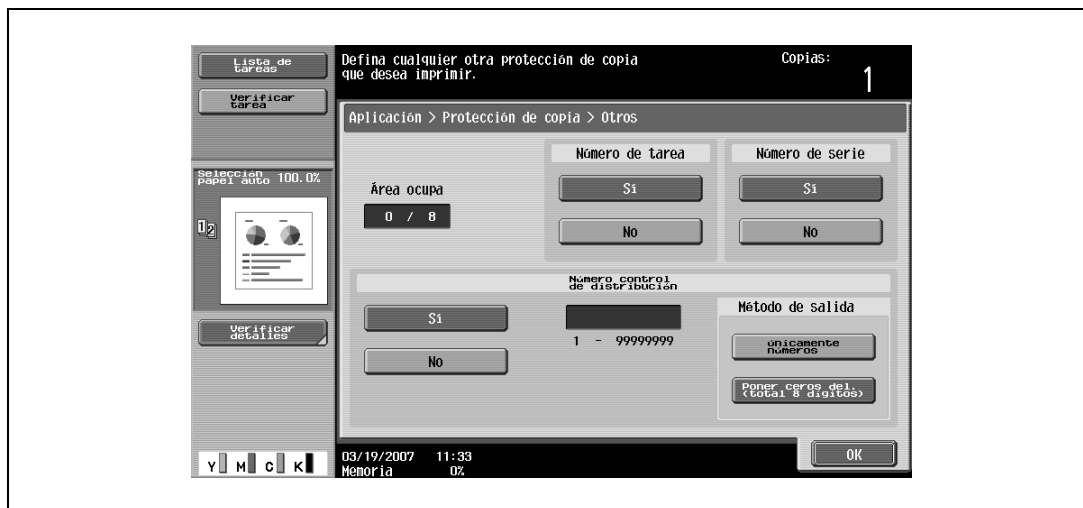 Lista de
tareas
Verificar
tarea
Defina cualquier otra protección de copia
que desea imprimir.
Copias:
1
Aplicación > Protección de copia > Otros
Selección
papel auto 100.0%
1 2
Área ocupa
0 / 8
Número de tarea
Sí
No
Número de serie
Sí
No
Número control
de distribución
Sí
No
1 - 99999999
Método de salida
únicamente
números
Poner ceros del.
(total 8 dígitos)
Verificar
detalles
Y M C K
03/19/2007 11:33
Memoria 0%
OK